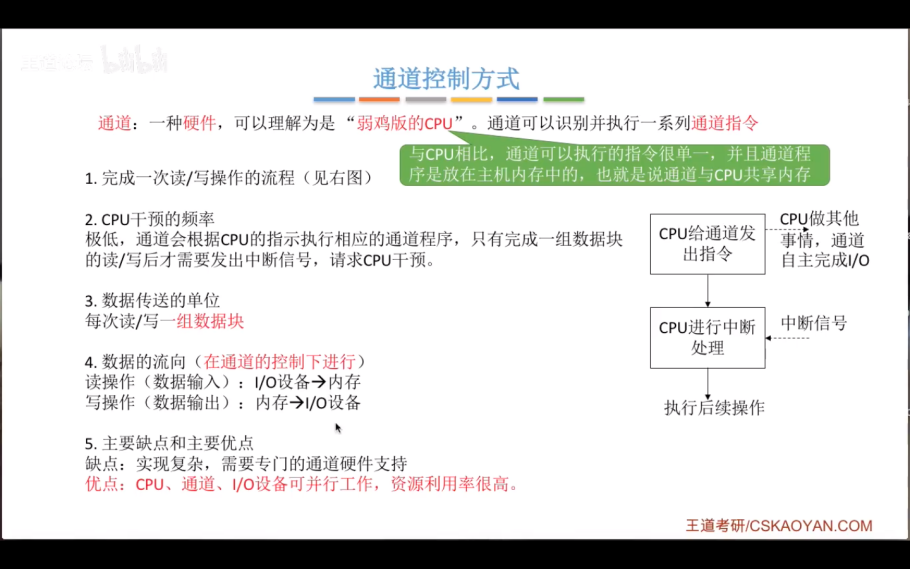 通道控制方式
通道：一种硬件，可以理解为是 “弱鸡版的CPU”。通道可以识别并执行一系列通道指令
与CPU相比，通道可以执行的指令很单一，并且通道程
序是放在主机内存中的，也就是说通道与CPU共享内存
1. 完成一次读/写操作的流程（见右图）
2. CPU干预的频率
极低，通道会根据CPU的指示执行相应的通道程序，只有完成一组数据块
的读/写后才需要发出中断信号，请求CPU干预。
3. 数据传送的单位
每次读/写一组数据块
4. 数据的流向（在通道的控制下进行）
读操作（数据输入）：I/O设备→内存
写操作（数据输出）：内存→I/O设备
5. 主要缺点和主要优点
缺点：实现复杂，需要专门的通道硬件支持
优点：CPU、通道、I/O设备可并行工作，资源利用率很高。
CPU给通道发
出指令
CPU做其他
事情，通道
自主完成I/O
CPU进行中断
处理
中断信号
执行后续操作
王道考研/CSKAOYAN.COM